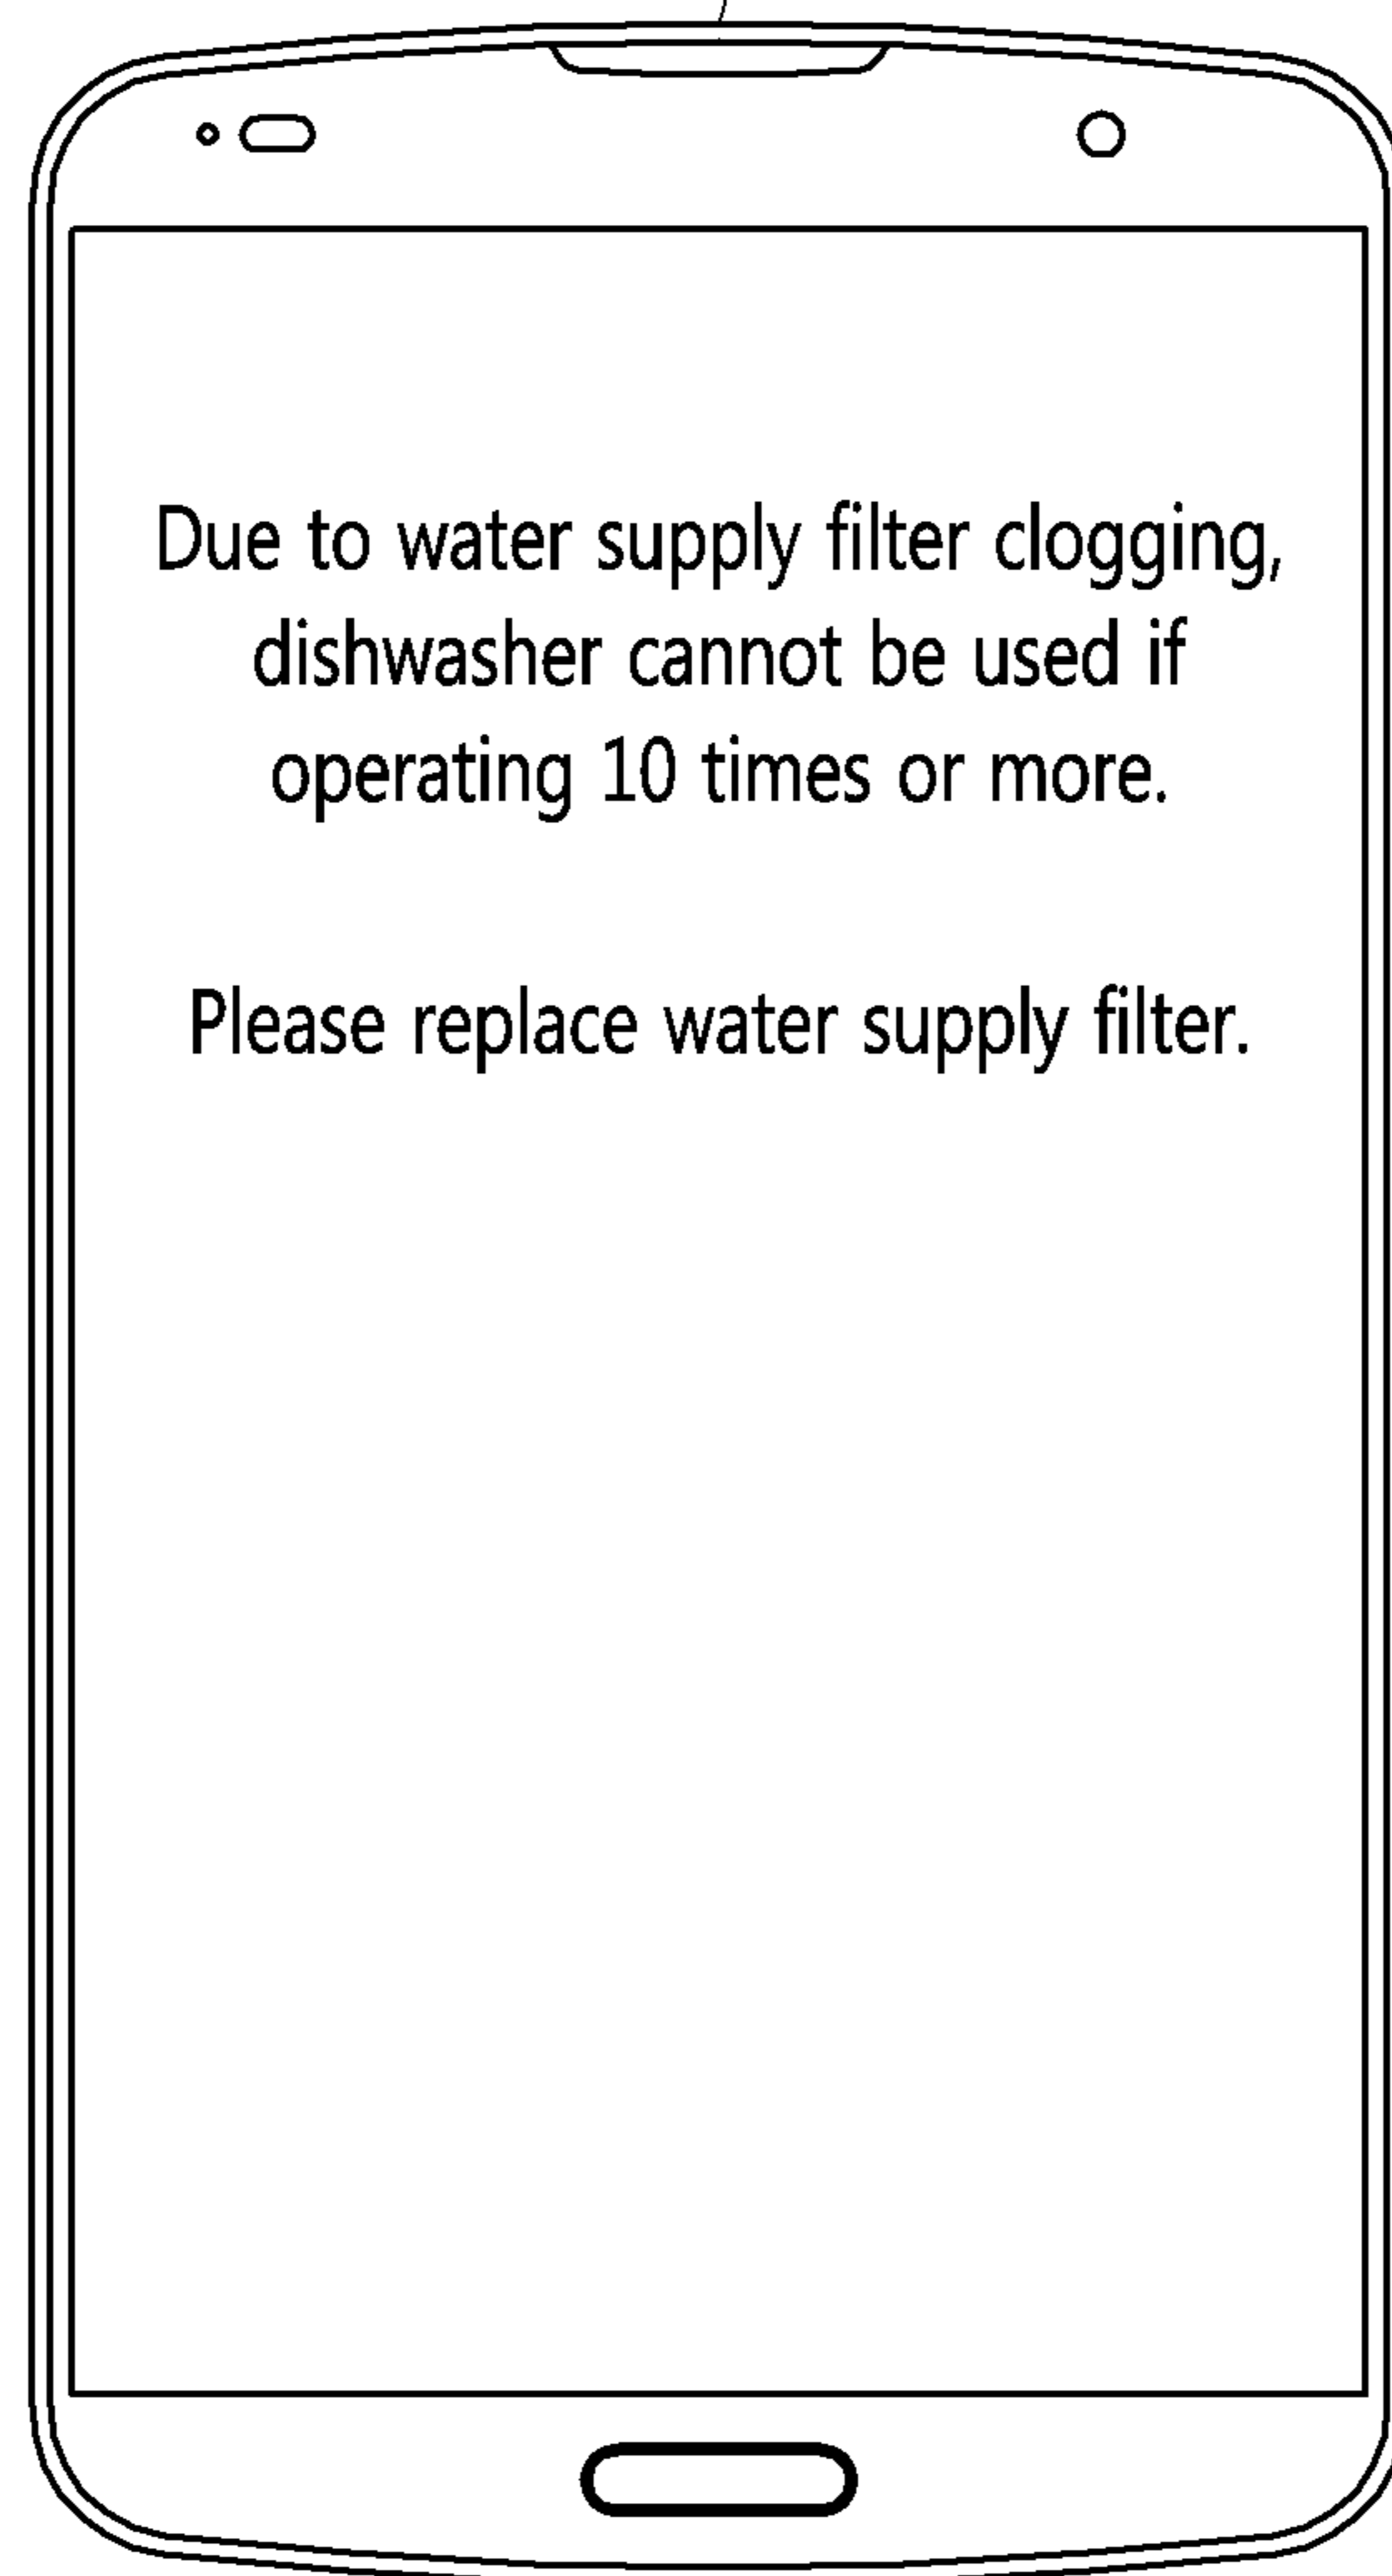 Due to water supply filter clogging,
dishwasher cannot be used if
operating 10 times or more.
Please replace water supply filter.